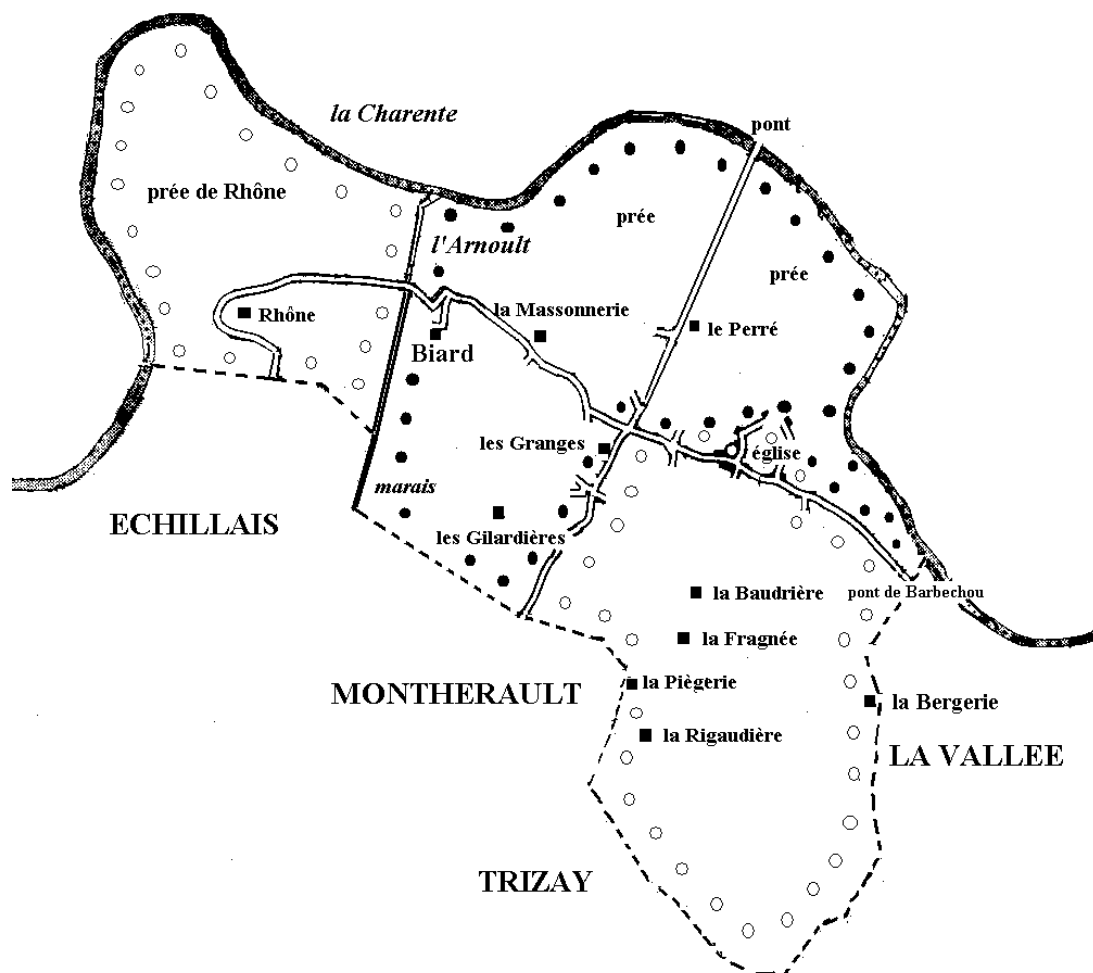 la Charente
pont
prée de Rhône
prée
l'Arnoult
prée
la Massonnerie
Rhône
le Perré
Biard
les Granges
église
marais
ECHILLAIS
les Gilardières
la Baudrière
pont de Barbechou
la Fragnée
la Piègerie
MONTHERAULT
la Bergerie
la Rigaudière
LA VALLEE
TRIZAY